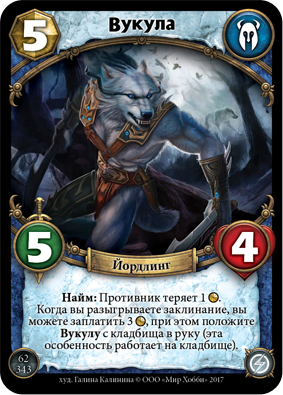 5
Вукула
5
Йордлинг
4
Найм: Противник теряет 1 .
Когда вы разыгрываете заклинание, вы
можете заплатить 3 , при этом положите
Вукулу с кладбища в руку (эта
особенность работает на кладбище).
62
343
худ. Галина Калинина © ООО «Мир Хобби» 2017